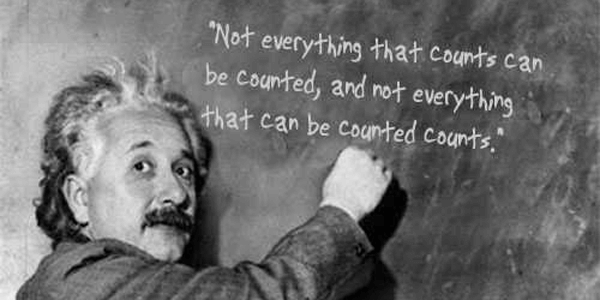 "Not everything that counts can
be counted, and not everything
that can be counted counts."